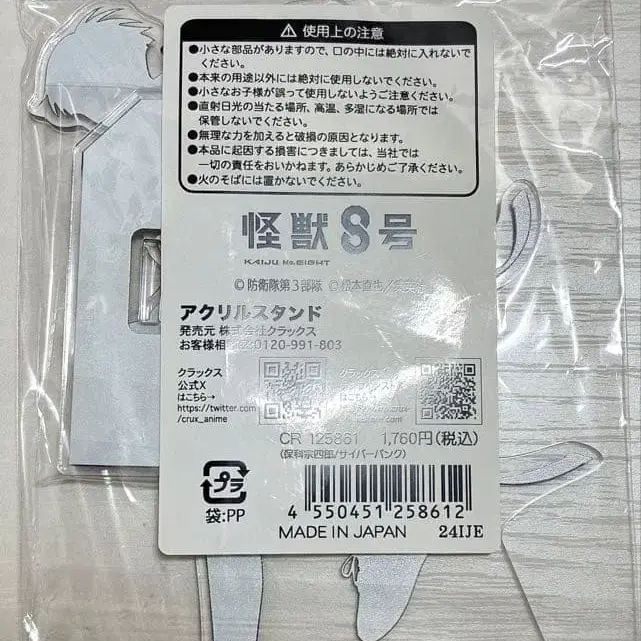 使用上の注意
●小さな部品がありますので、口の中には絶対に入れないで
ください。
●本来の用途以外には絶対に使用しないでください。
●小さなお子様が誤って使用しないようご注意ください。
●直射日光の当たる場所、高温、多湿になる場所では
保管しないでください。
●無理な力を加えると破損の原因となります。
●本品に起因する損害につきましては、当社では
一切の責任をおいかねます。あらかじめご了承ください。
●火のそばには置かないでください。
怪獣8号
KAIJU No.EIGHT
©防衛隊第3部隊 ©松本直也
アクリルスタンド
発売元 株式会社クラックス
お客様相 0120-991-803
クラックス
公式X
はこちら→
https://twitter.com
/crux_anime
クラックス
CR 125861 1,760円(税込)
(保科宗四郎/サイバーパンク)
プラ
袋:PP
4 550451 258612
MADE IN JAPAN
24IJE